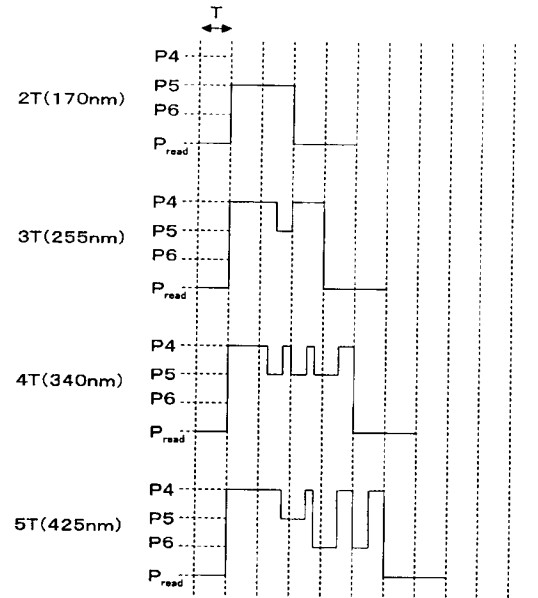 T
P4
2T(170nm)
P5
P6
Pread
P4
3T(255nm)
P5
P6
Pread
P4
4T(340nm)
P5
P6
Pread
P4
5T(425nm)
P5
P6
Pread